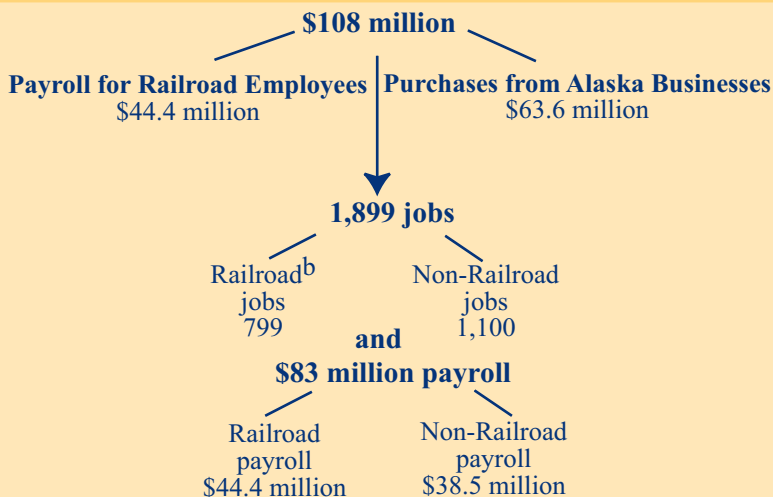 $108 million
Payroll for Railroad Employees
$44.4 million
Purchases from Alaska Businesses
$63.6 million
1,899 jobs
Railroadb
jobs
799
Non-Railroad
jobs
1,100
and
$83 million payroll
Railroad
payroll
$44.4 million
Non-Railroad
payroll
$38.5 million